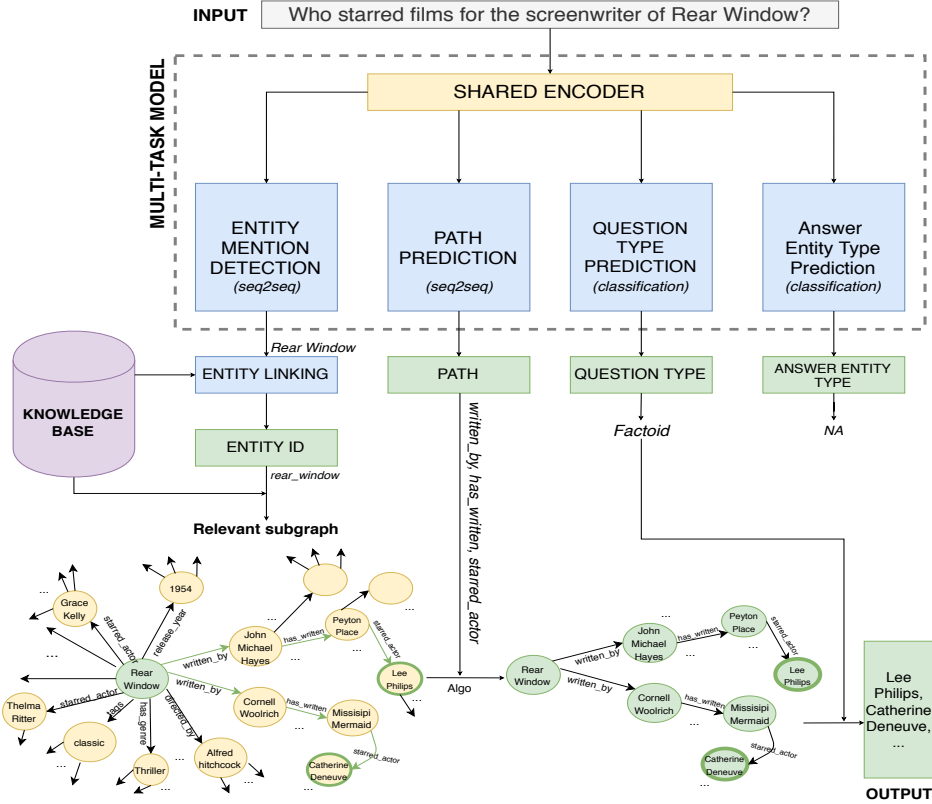 INPUT
Who starred films for the screenwriter of Rear Window?
MULTI-TASK MODEL
SHARED ENCODER
ENTITY
MENTION
DETECTION
(seq2seq)
PATH
PREDICTION
(seq2seq)
QUESTION
TYPE
PREDICTION
(classification)
Answer
Entity Type
Prediction
(classification)
Rear Window
KNOWLEDGE
BASE
ENTITY LINKING
PATH
QUESTION TYPE
ANSWER ENTITY
TYPE
ENTITY ID
rear_window
written_by, has_written, starred_actor
Factoid
NA
Relevant subgraph
...
Grace
Kelly
...
1954
...
...
starred_actor
release_year
...
John
Michael
Hayes
written_by
has_written
...
...
Peyton
Place
starred_actor
Lee
Philips
...
Rear
Window
written_by
Cornell
Woolrich
has_written
...
Missisipi
Mermaid
starred_actor
Catherine
Deneuve
...
Thelma
Ritter
starred_actor
...
tags
classic
...
has_genre
Thriller
...
directed_by
Alfred
hitchcock
...
Algo
Rear
Window
written_by
John
Michael
Hayes
has_written
...
Peyton
Place
starred_actor
Lee
Philips
written_by
Cornell
Woolrich
has_written
...
Missisipi
Mermaid
starred_actor
Catherine
Deneuve
...
Lee
Philips,
Catherine
Deneuve,
...
OUTPUT